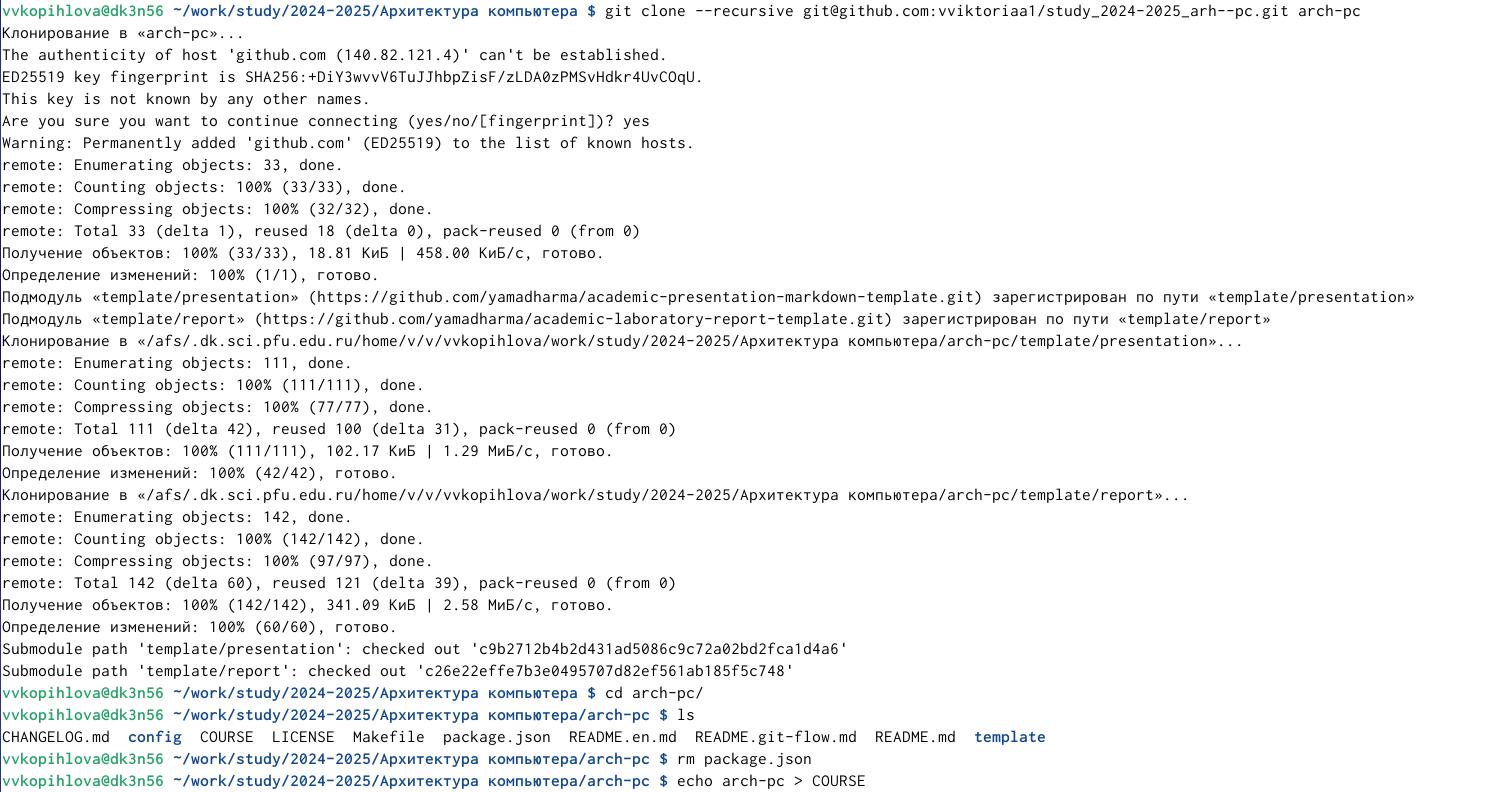 vvkopihlova@dk3n56 ~/work/study/2024-2025/Архитектура компьютера $ git clone --recursive git@github.com:vviktoriaa1/study_2024-2025_arh--pc.git arch-pc
Клонирование в «arch-pc»...
The authenticity of host 'github.com (140.82.121.4)' can't be established.
ED25519 key fingerprint is SHA256:+DiY3wvvV6TuJJhbpZisF/zLDA0zPMSvHdkr4UvCOqU.
This key is not known by any other names.
Are you sure you want to continue connecting (yes/no/[fingerprint])? yes
Warning: Permanently added 'github.com' (ED25519) to the list of known hosts.
remote: Enumerating objects: 33, done.
remote: Counting objects: 100% (33/33), done.
remote: Compressing objects: 100% (32/32), done.
remote: Total 33 (delta 1), reused 18 (delta 0), pack-reused 0 (from 0)
Получение объектов: 100% (33/33), 18.81 КиБ | 458.00 КиБ/с, готово.
Определение изменений: 100% (1/1), готово.
Подмодуль «template/presentation» (https://github.com/yamadharma/academic-presentation-markdown-template.git) зарегистрирован по пути «template/presentation»
Подмодуль «template/report» (https://github.com/yamadharma/academic-laboratory-report-template.git) зарегистрирован по пути «template/report»
Клонирование в «/afs/.dk.sci.pfu.edu.ru/home/v/v/vvkopihlova/work/study/2024-2025/Архитектура компьютера/arch-pc/template/presentation»...
remote: Enumerating objects: 111, done.
remote: Counting objects: 100% (111/111), done.
remote: Compressing objects: 100% (77/77), done.
remote: Total 111 (delta 42), reused 100 (delta 31), pack-reused 0 (from 0)
Получение объектов: 100% (111/111), 102.17 КиБ | 1.29 МиБ/с, готово.
Определение изменений: 100% (42/42), готово.
Клонирование в «/afs/.dk.sci.pfu.edu.ru/home/v/v/vvkopihlova/work/study/2024-2025/Архитектура компьютера/arch-pc/template/report»...
remote: Enumerating objects: 142, done.
remote: Counting objects: 100% (142/142), done.
remote: Compressing objects: 100% (97/97), done.
remote: Total 142 (delta 60), reused 121 (delta 39), pack-reused 0 (from 0)
Получение объектов: 100% (142/142), 341.09 КиБ | 2.58 МиБ/с, готово.
Определение изменений: 100% (60/60), готово.
Submodule path 'template/presentation': checked out 'c9b2712b4b2d431ad5086c9c72a02bd2fca1d4a6'
Submodule path 'template/report': checked out 'c26e22effe7b3e0495707d82ef561ab185f5c748'
vvkopihlova@dk3n56 ~/work/study/2024-2025/Архитектура компьютера $ cd arch-pc/
vvkopihlova@dk3n56 ~/work/study/2024-2025/Архитектура компьютера/arch-pc $ ls
CHANGELOG.md  config  COURSE  LICENSE  Makefile  package.json  README.en.md  README.git-flow.md  README.md  template
vvkopihlova@dk3n56 ~/work/study/2024-2025/Архитектура компьютера/arch-pc $ rm package.json
vvkopihlova@dk3n56 ~/work/study/2024-2025/Архитектура компьютера/arch-pc $ echo arch-pc > COURSE